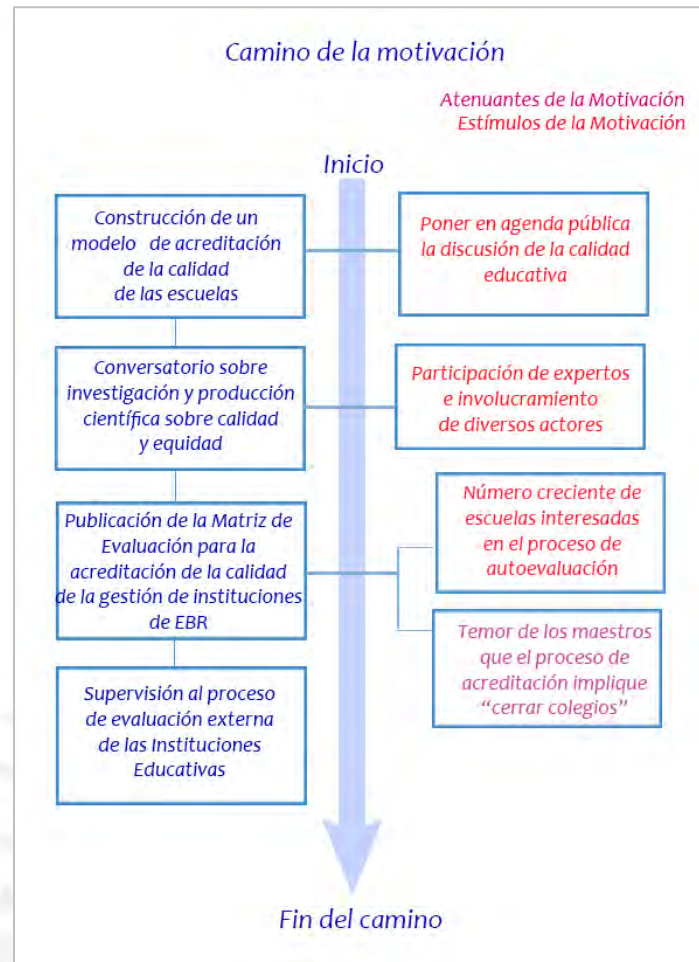 Camino de la motivación
Atenuantes de la Motivación
Estímulos de la Motivación
Inicio
Construcción de un
modelo de acreditación
de la calidad
de las escuelas
Poner en agenda pública
la discusión de la calidad
educativa
Conversatorio sobre
investigación y producción
científica sobre calidad
y equidad
Participación de expertos
e involucramiento
de diversos actores
Publicación de la Matriz de
Evaluación para la
acreditación de la calidad
de la gestión de instituciones
de EBR
Número creciente de
escuelas interesadas
en el proceso de
autoevaluación
Temor de los maestros
que el proceso de
acreditación implique
“cerrar colegios”
Supervisión al proceso
de evaluación externa
de las Instituciones
Educativas
Fin del camino